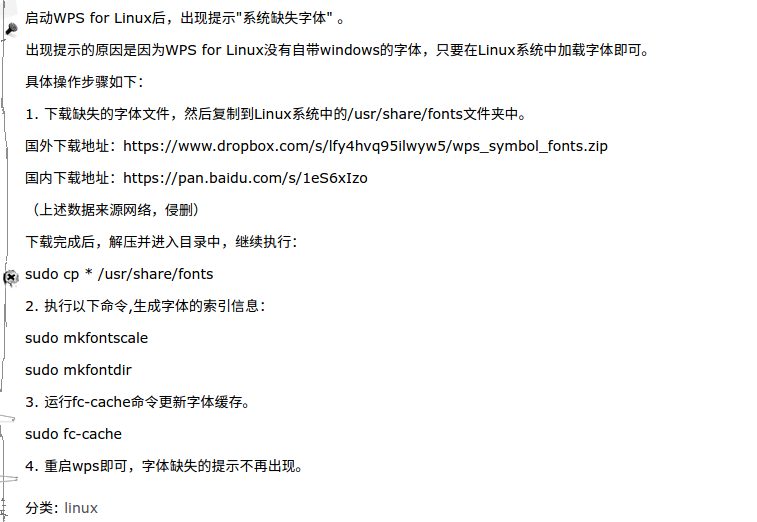 启动WPS for Linux后，出现提示"系统缺失字体" 。
出现提示的原因是因为WPS for Linux没有自带windows的字体，只要在Linux系统中加载字体即可。
具体操作步骤如下：
1. 下载缺失的字体文件，然后复制到Linux系统中的/usr/share/fonts文件夹中。
国外下载地址：https://www.dropbox.com/s/lfy4hvq95ilwyw5/wps_symbol_fonts.zip
国内下载地址：https://pan.baidu.com/s/1eS6xIzo
（上述数据来源网络，侵删）
下载完成后，解压并进入目录中，继续执行：
sudo cp * /usr/share/fonts
2. 执行以下命令,生成字体的索引信息：
sudo mkfontscale
sudo mkfontdir
3. 运行fc-cache命令更新字体缓存。
sudo fc-cache
4. 重启wps即可，字体缺失的提示不再出现。
分类: linux